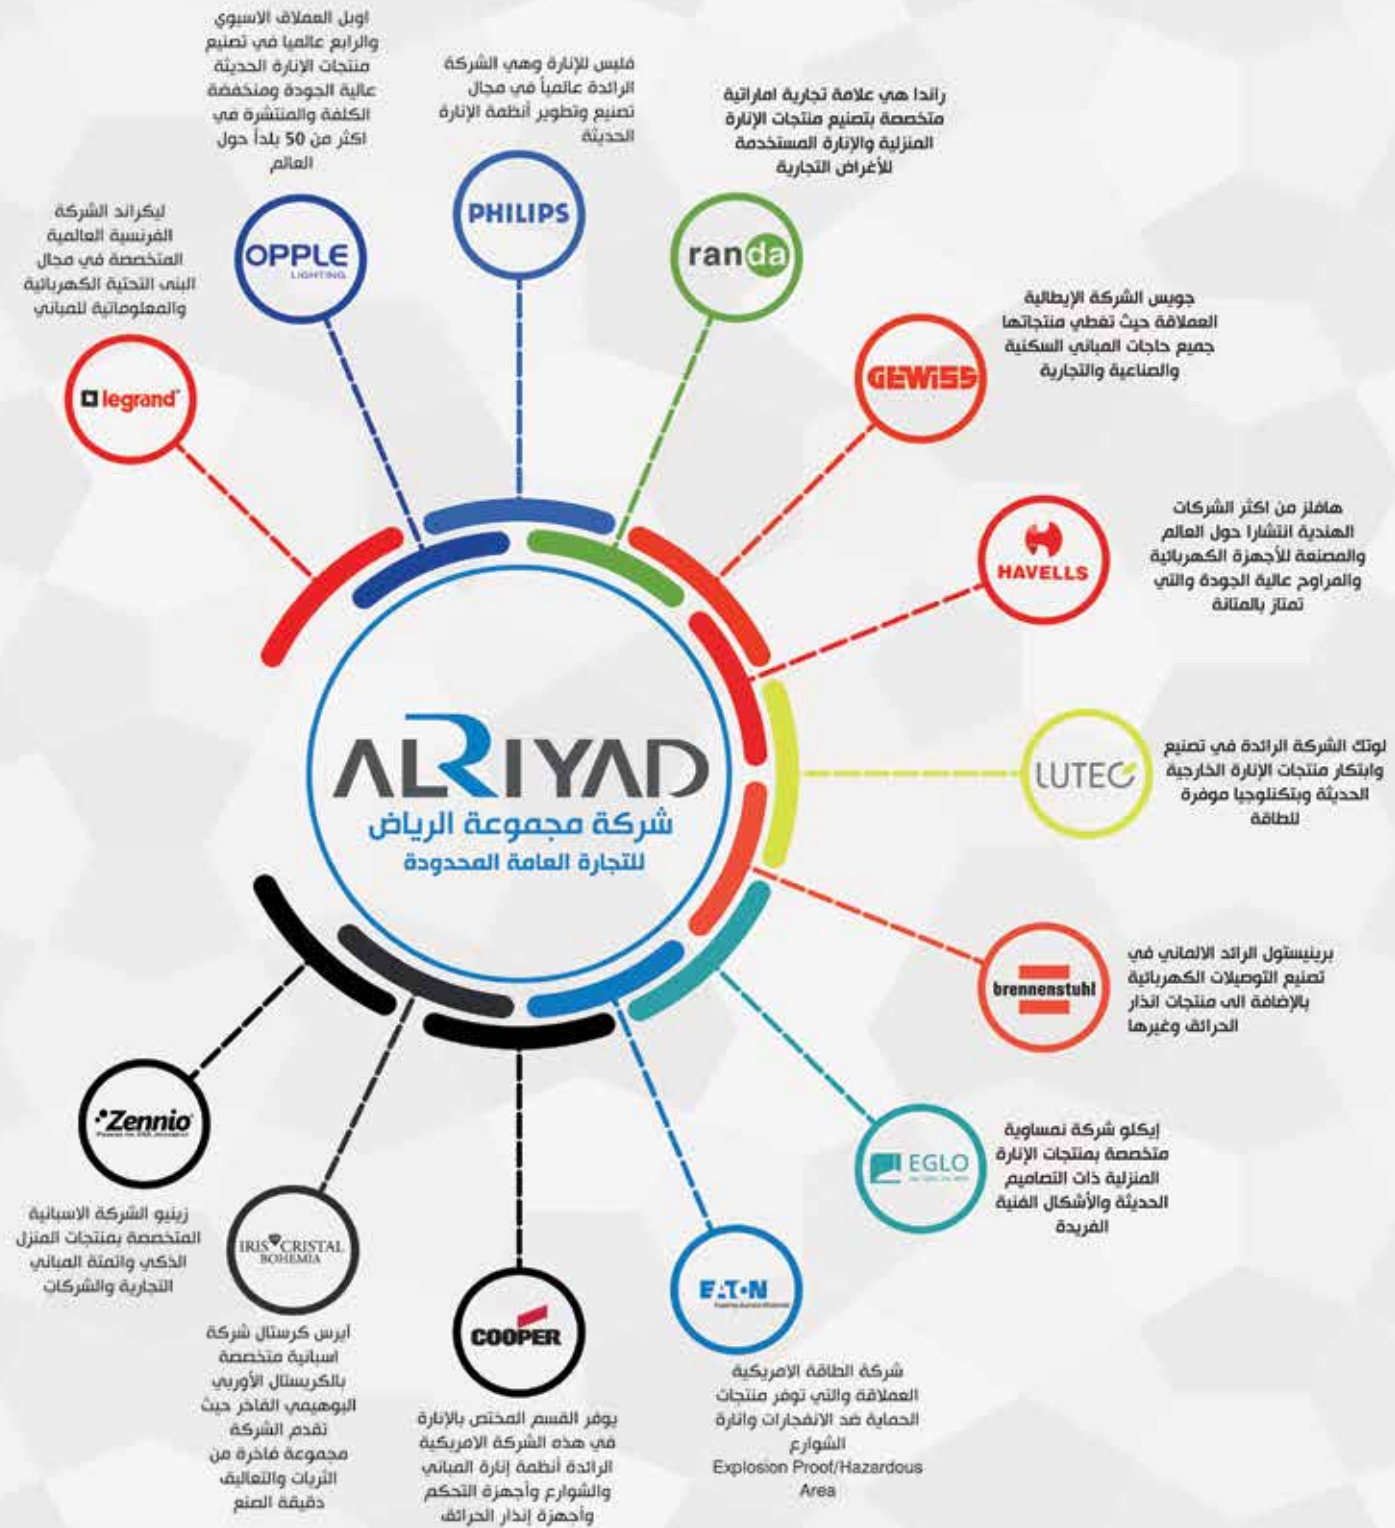 اوبل العملاق الاسيوي
والرابع عالميا في تصنيع
منتجات الانارة الحديثة
عالية الجودة ومنخفضة
الكلفة والمنتشرة في
اكثر من 50 بلداً حول
العالم
OPPLE
LIGHTING
فلبس للإنارة وهي الشركة
الرائدة عالمياً في مجال
تصنيع وتطوير أنظمة الإنارة
الحديثة
PHILIPS
راندا هي علامة تجارية اماراتية
متخصصة بتصنيع منتجات الإنارة
المنزلية والإنارة المستخدمة
للأغراض التجارية
randa
ليكراند الشركة
الفرنسية العالمية
المتخصصة في مجال
البنى التحتية الكهربائية
والمعلوماتية للمباني
legrand
جويس الشركة الإيطالية
العملاقة حيث تغطي منتجاتها
جميع حاجات المباني السكنية
والصناعية والتجارية
GEWISS
هافلز من اكثر الشركات
الهندية انتشارا حول العالم
والمصنعة للأجهزة الكهربائية
والمراوح عالية الجودة والتي
تمتاز بالمتانة
HAVELLS
لوتك الشركة الرائدة في تصنيع
وابتكار منتجات الإنارة الخارجية
الحديثة وبتكنلوجيا موفرة
للطاقة
LUTEC
ALRIYAD
شركة مجموعة الرياض
للتجارة العامة المحدودة
برينيستول الرائد الالماني في
تصنيع التوصيلات الكهربائية
بالإضافة الى منتجات انذار
الحرائق وغيرها
brennenstuhl
إيكلو شركة نمساوية
متخصصة بمنتجات الإنارة
المنزلية ذات التصاميم
الحديثة والأشكال الفنية
الفريدة
EGLO
EATON
شركة الطاقة الامريكية
العملاقة والتي توفر منتجات
الحماية ضد الانفجارات وانارة
الشوارع
Explosion Proof/Hazardous
Area
COOPER
يوفر القسم المختص بالإنارة
في هذه الشركة الامريكية
الرائدة أنظمة إنارة المباني
والشوارع وأجهزة التحكم
وأجهزة إنذار الحرائق
IRIS CRISTAL
BOHEMIA
آيرس كرستال شركة
اسبانية متخصصة
بالكريستال الأوربي
البوهيمي الفاخر حيث
تقدم الشركة
مجموعة فاخرة من
الثريات والتعاليق
دقيقة الصنع
Zennio
زينيو الشركة الاسبانية
المتخصصة بمنتجات المنزل
الذكي واتمتة المباني
التجارية والشركات